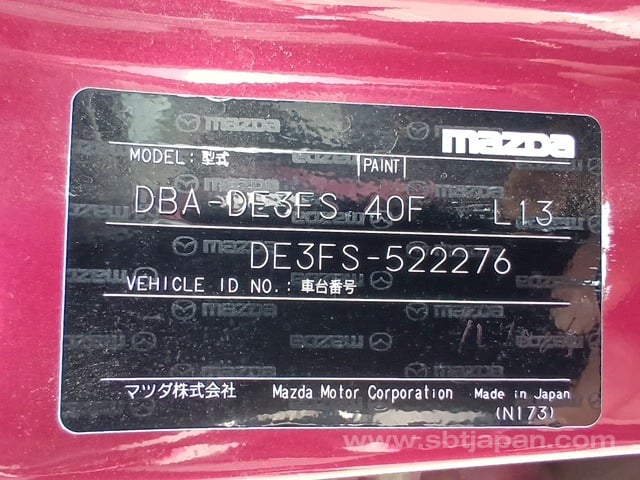 mazda
MODEL : 型式 PAINT
DBA-DE3FS 40F L13
DE3FS-522276
VEHICLE ID NO. : 車台番号
マツダ株式会社 Mazda Motor Corporation Made in Japan
(N173)
www.sbtjapan.com